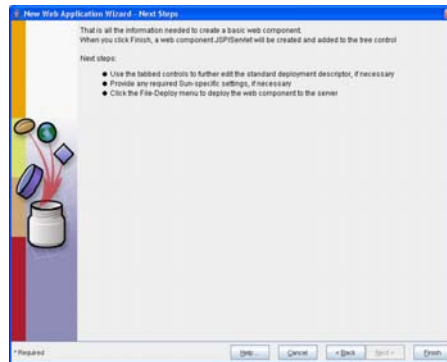 New Web Application Wizard - Next Steps
That is all the information needed to create a basic web component.
When you click Finish, a web component JSP/Servlet will be created and added to the tree control
Next steps:
● Use the tabbed controls to further edit the standard deployment descriptor, if necessary
● Provide any required Sun-specific settings, if necessary
● Click the File-Deploy menu to deploy the web component to the server
* Required
Help... Cancel < Back Next > Finish